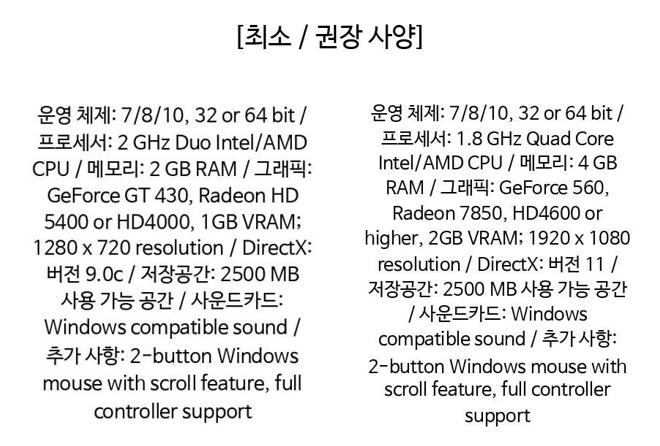 [최소 / 권장 사양]
운영 체제: 7/8/10, 32 or 64 bit /
프로세서: 2 GHz Duo Intel/AMD
CPU / 메모리: 2 GB RAM / 그래픽:
GeForce GT 430, Radeon HD
5400 or HD4000, 1GB VRAM;
1280 x 720 resolution / DirectX:
버전 9.0c / 저장공간: 2500 MB
사용 가능 공간 / 사운드카드:
Windows compatible sound /
추가 사항: 2-button Windows
mouse with scroll feature, full
controller support
운영 체제: 7/8/10, 32 or 64 bit /
프로세서: 1.8 GHz Quad Core
Intel/AMD CPU / 메모리: 4 GB
RAM / 그래픽: GeForce 560,
Radeon 7850, HD4600 or
higher, 2GB VRAM; 1920 x 1080
resolution / DirectX: 버전 11 /
저장공간: 2500 MB 사용 가능 공간
/ 사운드카드: Windows
compatible sound / 추가 사항:
2-button Windows mouse with
scroll feature, full controller
support